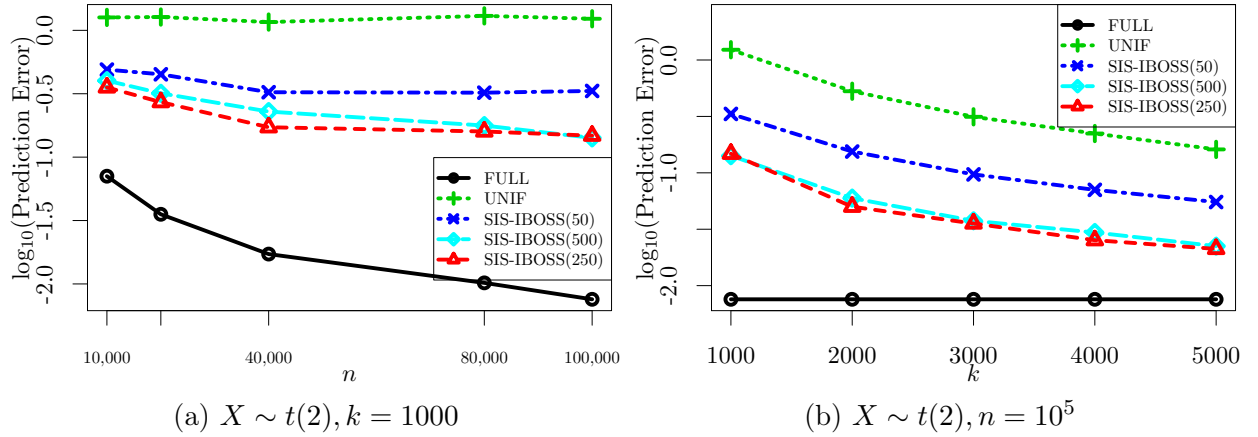 log₁₀(Prediction Error)
0.0
-0.5
-1.0
-1.5
-2.0
FULL
UNIF
SIS-IBOSS(50)
SIS-IBOSS(500)
SIS-IBOSS(250)
10,000
40,000
80,000
100,000
n
(a) X ∼ t(2), k = 1000
log₁₀(Prediction Error)
0.0
-1.0
-2.0
FULL
UNIF
SIS-IBOSS(50)
SIS-IBOSS(500)
SIS-IBOSS(250)
1000
2000
3000
4000
5000
k
(b) X ∼ t(2), n = 10⁵